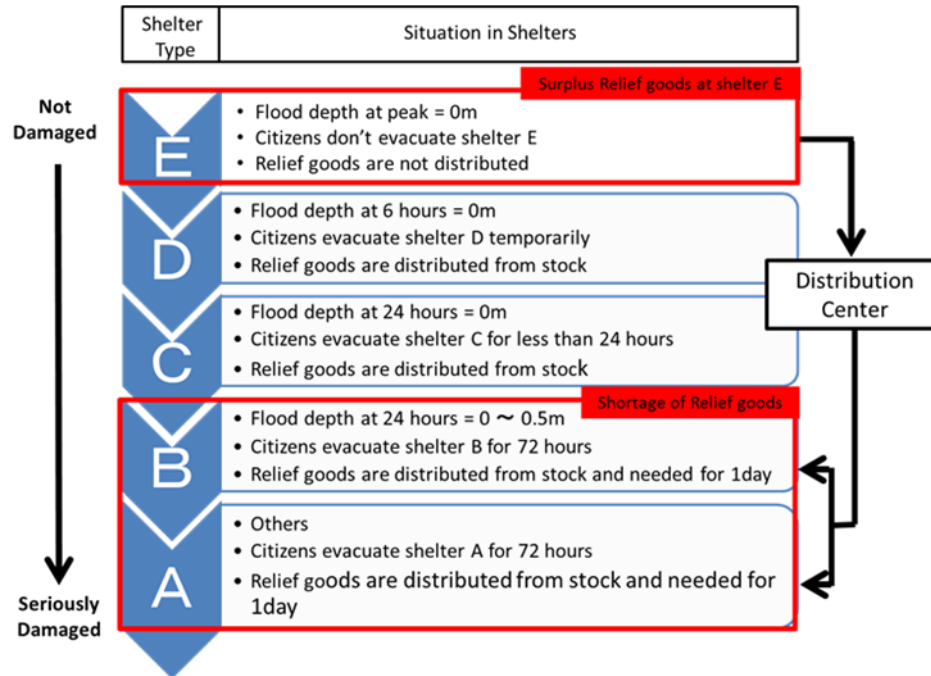 Shelter
Type
Situation in Shelters
Surplus Relief goods at shelter E
Not
Damaged
E
• Flood depth at peak = 0m
• Citizens don't evacuate shelter E
• Relief goods are not distributed
D
• Flood depth at 6 hours = 0m
• Citizens evacuate shelter D temporarily
• Relief goods are distributed from stock
Distribution
Center
C
• Flood depth at 24 hours = 0m
• Citizens evacuate shelter C for less than 24 hours
• Relief goods are distributed from stock
Shortage of Relief goods
B
• Flood depth at 24 hours = 0 ～ 0.5m
• Citizens evacuate shelter B for 72 hours
• Relief goods are distributed from stock and needed for 1day
A
• Others
• Citizens evacuate shelter A for 72 hours
• Relief goods are distributed from stock and needed for
1day
Seriously
Damaged